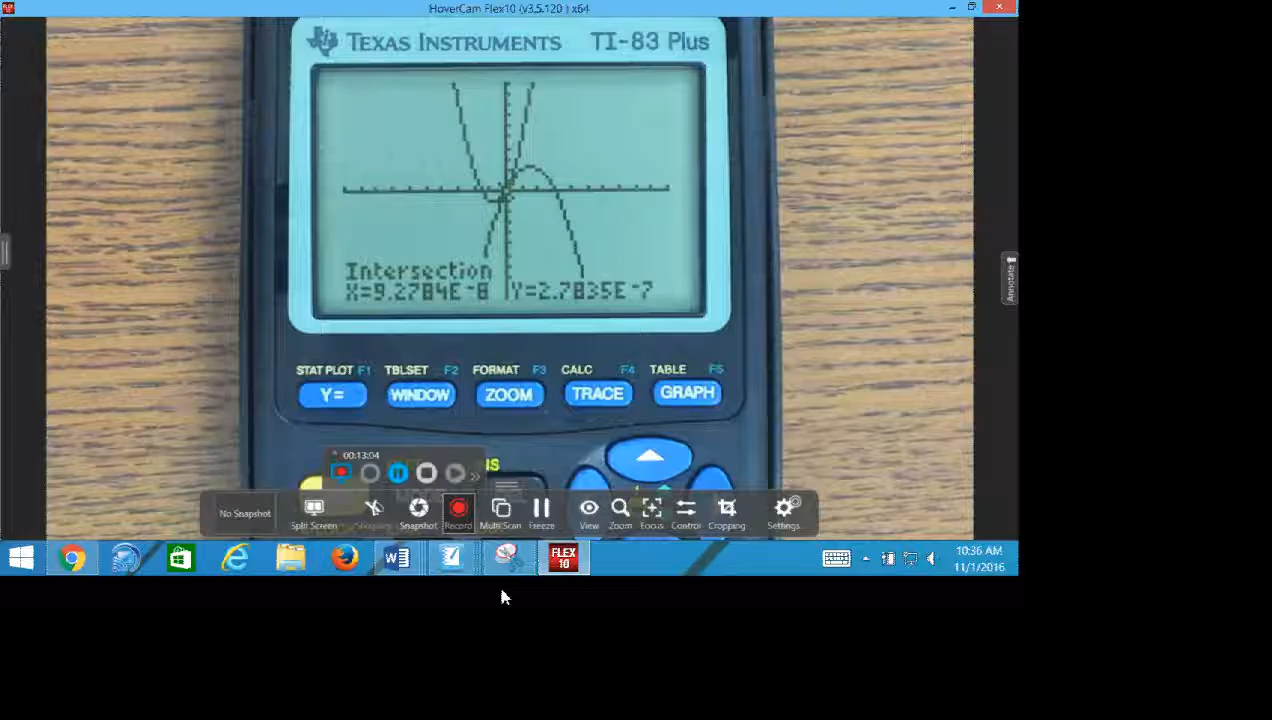 HoverCam Flex10 (v3.5.120 ) x64
FLEX 10
TEXAS INSTRUMENTS TI-83 Plus
Intersection
X=9.2784E-8 Y=2.7835E-7
STAT PLOT F1 TBLSET F2 FORMAT F3 CALC F4 TABLE F5
Y= WINDOW ZOOM TRACE GRAPH
Annotate
00:13:04
No Snapshot Split Screen Snapshot Record Multi Scan Freeze View Zoom Focus Control Cropping Settings
FLEX 10
10:36 AM
11/1/2016